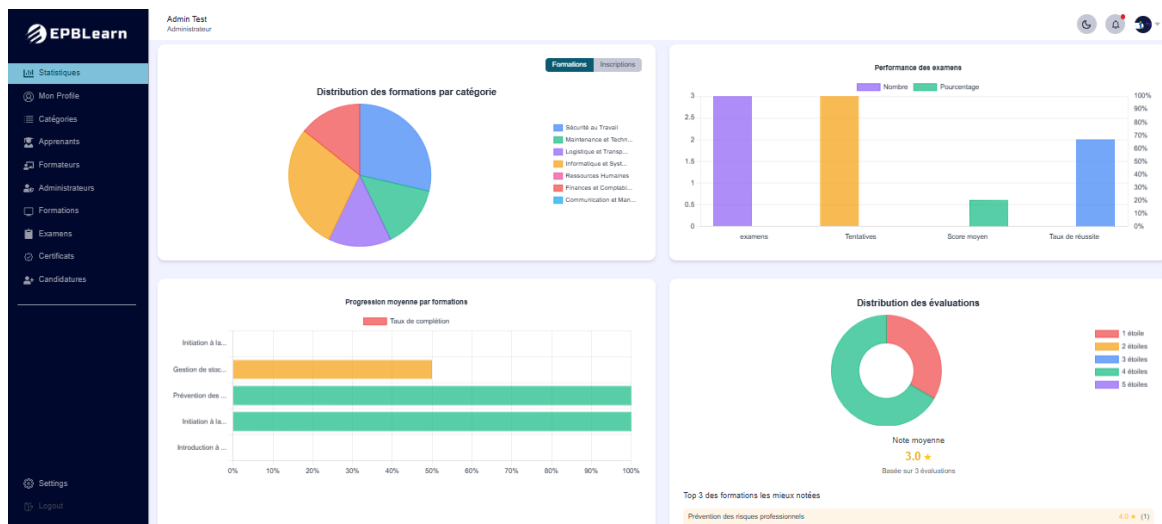 EPBLearn
Statistiques
Mon Profile
Catégories
Apprenants
Formateurs
Administrateurs
Formations
Examens
Certificats
Candidatures
Settings
Logout
Admin Test
Administrateur
Formations Inscriptions
Distribution des formations par catégorie
Sécurité au Travail
Maintenance et Techn...
Logistique et Transp...
Informatique et Syst...
Ressources Humaines
Finances et Comptabi...
Communication et Man...
Performance des examens
Nombre Pourcentage
3 100%
90%
2.5 80%
70%
2 60%
1.5 50%
40%
1 30%
0.5 20%
10%
0 0%
examens Tentatives Score moyen Taux de réussite
Progression moyenne par formations
Taux de complétion
Initiation à la...
Gestion de stoc...
Prévention des ...
Initiation à la...
Introduction à ...
0% 10% 20% 30% 40% 50% 60% 70% 80% 90% 100%
Distribution des évaluations
1 étoile
2 étoiles
3 étoiles
4 étoiles
5 étoiles
Note moyenne
3.0 ★
Basée sur 3 évaluations
Top 3 des formations les mieux notées
Prévention des risques professionnels 4.0 ★ (1)